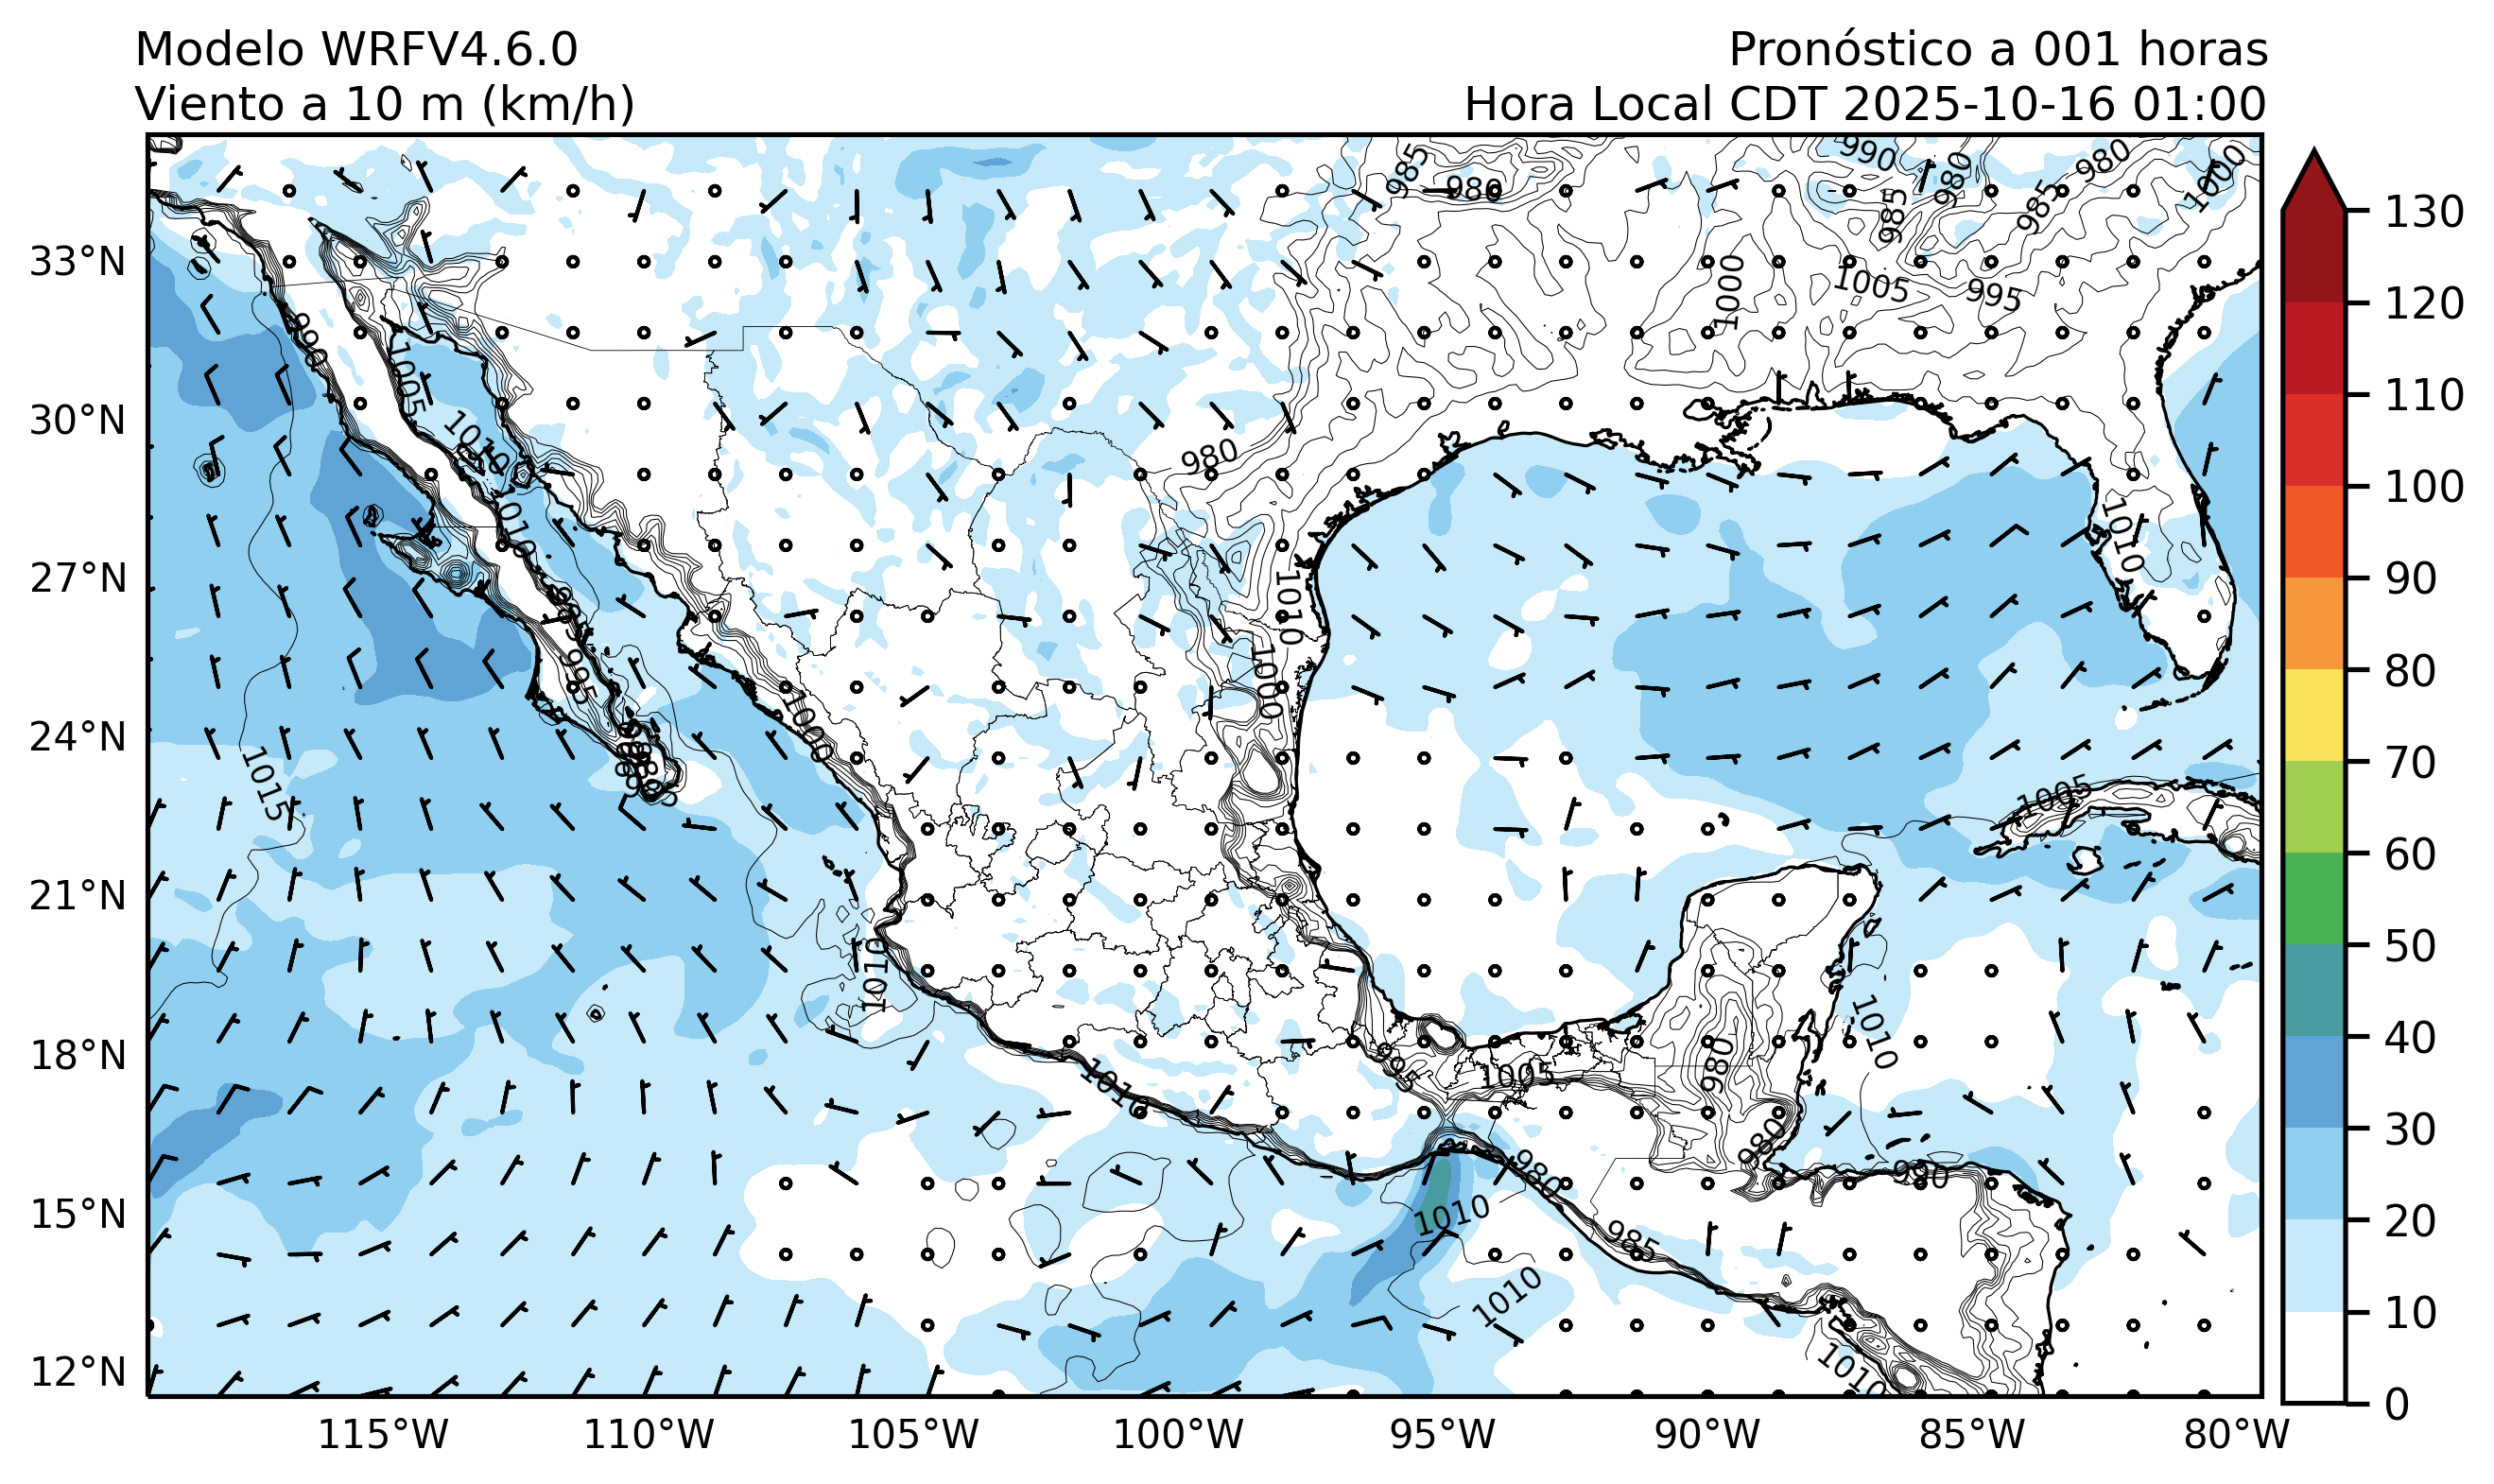 Modelo WRFV4.6.0
Pronóstico a 001 horas
Viento a 10 m (km/h)
Hora Local CDT 2025-10-16 01:00
33°N
30°N
27°N
24°N
21°N
18°N
15°N
12°N
115°W
110°W
105°W
100°W
95°W
90°W
85°W
80°W
130
120
110
100
90
80
70
60
50
40
30
20
10
0
985
980
990
980
985
980
985
1000
1000
1005
995
990
1005
1010
1010
980
1010
1010
995
1000
1000
1015
1005
1010
1010
1010
995
1005
980
980
990
980
1010
985
1010
1010